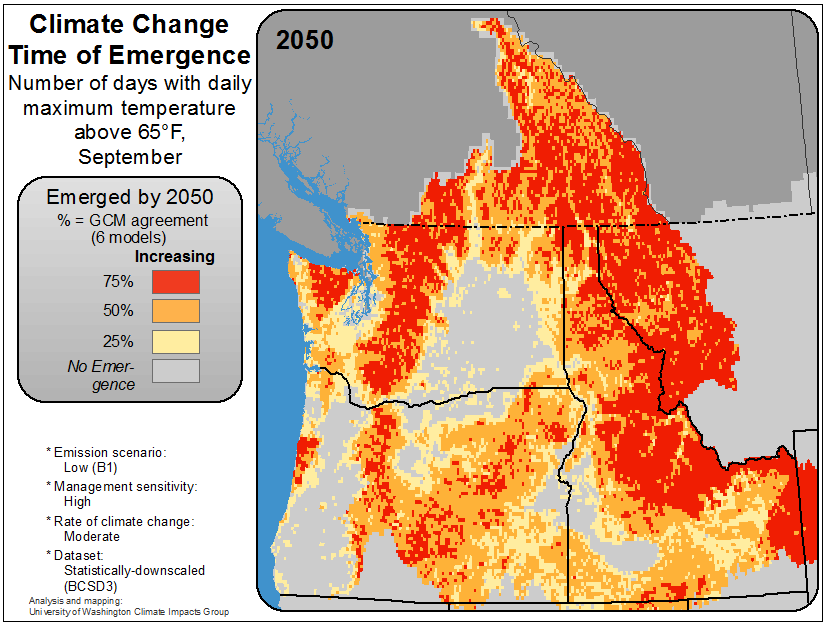 Climate Change
Time of Emergence
Number of days with daily
maximum temperature
above 65°F,
September
Emerged by 2050
% = GCM agreement
(6 models)
Increasing
75%
50%
25%
No Emer-
gence
* Emission scenario:
Low (B1)
* Management sensitivity:
High
* Rate of climate change:
Moderate
* Dataset:
Statistically-downscaled
(BCSD3)
Analysis and mapping:
University of Washington Climate Impacts Group
2050